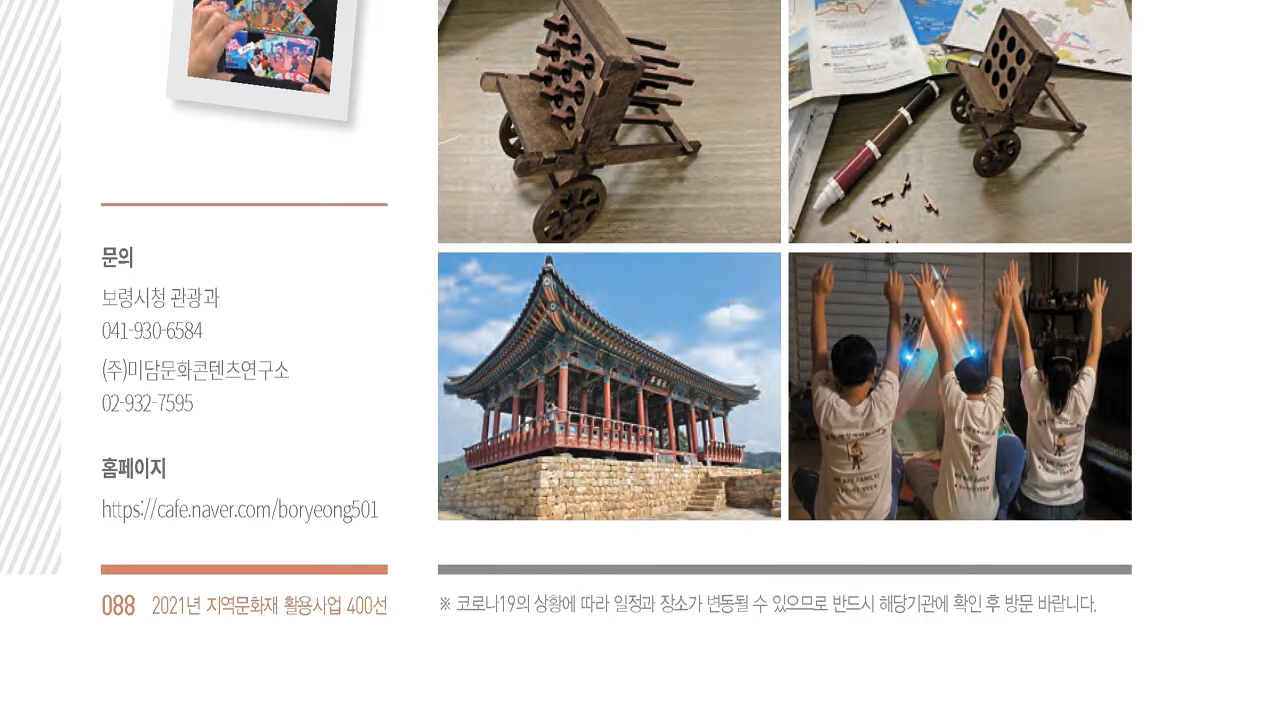 문의
보령시청 관광과
041-930-6584
(주)미담문화콘텐츠연구소
02-932-7595
홈페이지
https://cafe.naver.com/boryeong501
088 2021년 지역문화재 활용사업 400선
※ 코로나19의 상황에 따라 일정과 장소가 변동될 수 있으므로 반드시 해당기관에 확인 후 방문 바랍니다.